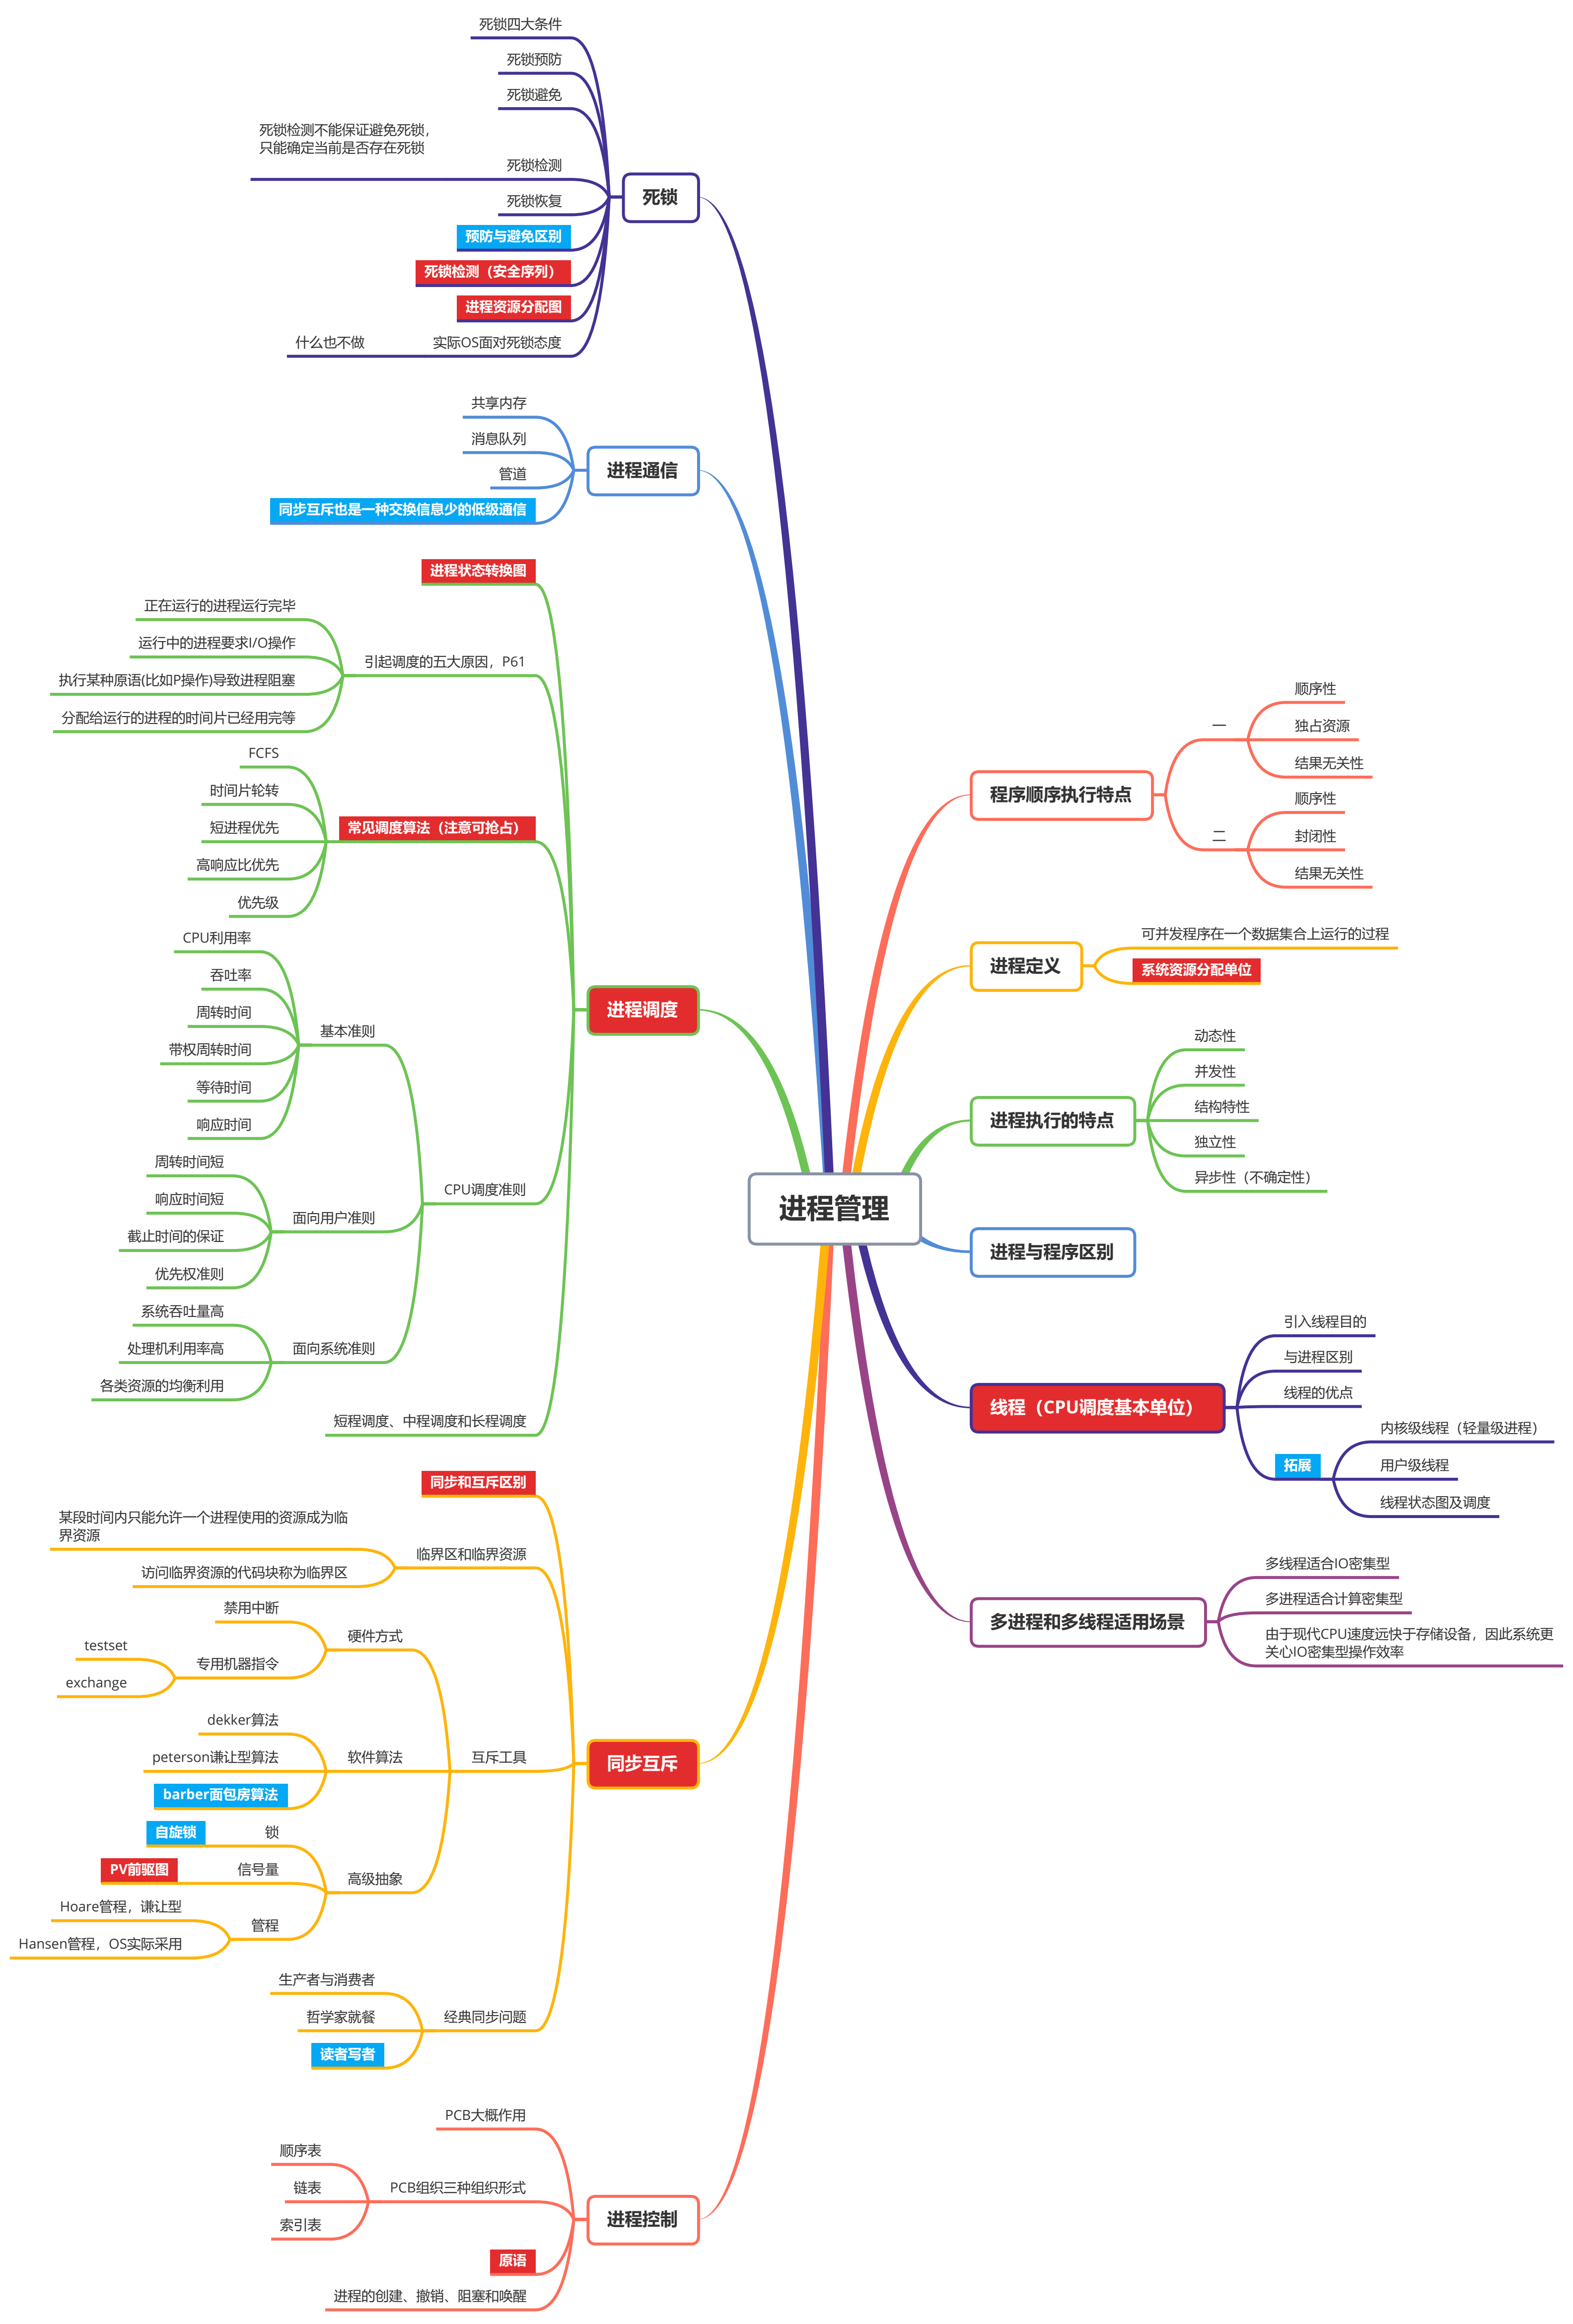 进程管理
程序顺序执行特点
一
顺序性
独占资源
结果无关性
二
顺序性
封闭性
结果无关性
进程定义
可并发程序在一个数据集合上运行的过程
系统资源分配单位
进程执行的特点
动态性
并发性
结构特性
独立性
异步性（不确定性）
进程与程序区别
线程（CPU调度基本单位）
引入线程目的
与进程区别
线程的优点
拓展
内核级线程（轻量级进程）
用户级线程
线程状态图及调度
多进程和多线程适用场景
多线程适合IO密集型
多进程适合计算密集型
由于现代CPU速度远快于存储设备，因此系统更
关心IO密集型操作效率
死锁
死锁四大条件
死锁预防
死锁避免
死锁检测
死锁检测不能保证避免死锁，
只能确定当前是否存在死锁
死锁恢复
预防与避免区别
死锁检测（安全序列）
进程资源分配图
实际OS面对死锁态度
什么也不做
进程通信
共享内存
消息队列
管道
同步互斥也是一种交换信息少的低级通信
进程调度
进程状态转换图
引起调度的五大原因，P61
正在运行的进程运行完毕
运行中的进程要求I/O操作
执行某种原语(比如P操作)导致进程阻塞
分配给运行的进程的时间片已经用完等
常见调度算法（注意可抢占）
FCFS
时间片轮转
短进程优先
高响应比优先
优先级
CPU调度准则
基本准则
CPU利用率
吞吐率
周转时间
带权周转时间
等待时间
响应时间
面向用户准则
周转时间短
响应时间短
截止时间的保证
优先权准则
面向系统准则
系统吞吐量高
处理机利用率高
各类资源的均衡利用
短程调度、中程调度和长程调度
同步互斥
同步和互斥区别
临界区和临界资源
某段时间内只能允许一个进程使用的资源成为临
界资源
访问临界资源的代码块称为临界区
互斥工具
硬件方式
禁用中断
专用机器指令
testset
exchange
软件算法
dekker算法
peterson谦让型算法
barber面包房算法
高级抽象
锁
自旋锁
信号量
PV前驱图
管程
Hoare管程，谦让型
Hansen管程，OS实际采用
经典同步问题
生产者与消费者
哲学家就餐
读者写者
进程控制
PCB大概作用
PCB组织三种组织形式
顺序表
链表
索引表
原语
进程的创建、撤销、阻塞和唤醒